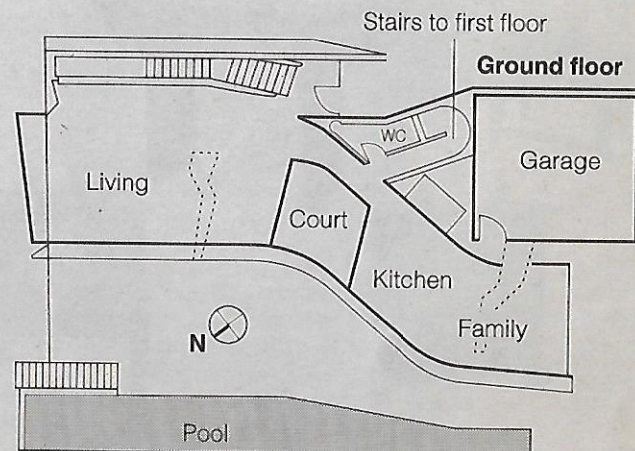 Stairs to first floor
Ground floor
WC
Garage
Living
Court
Kitchen
N
Family
Pool